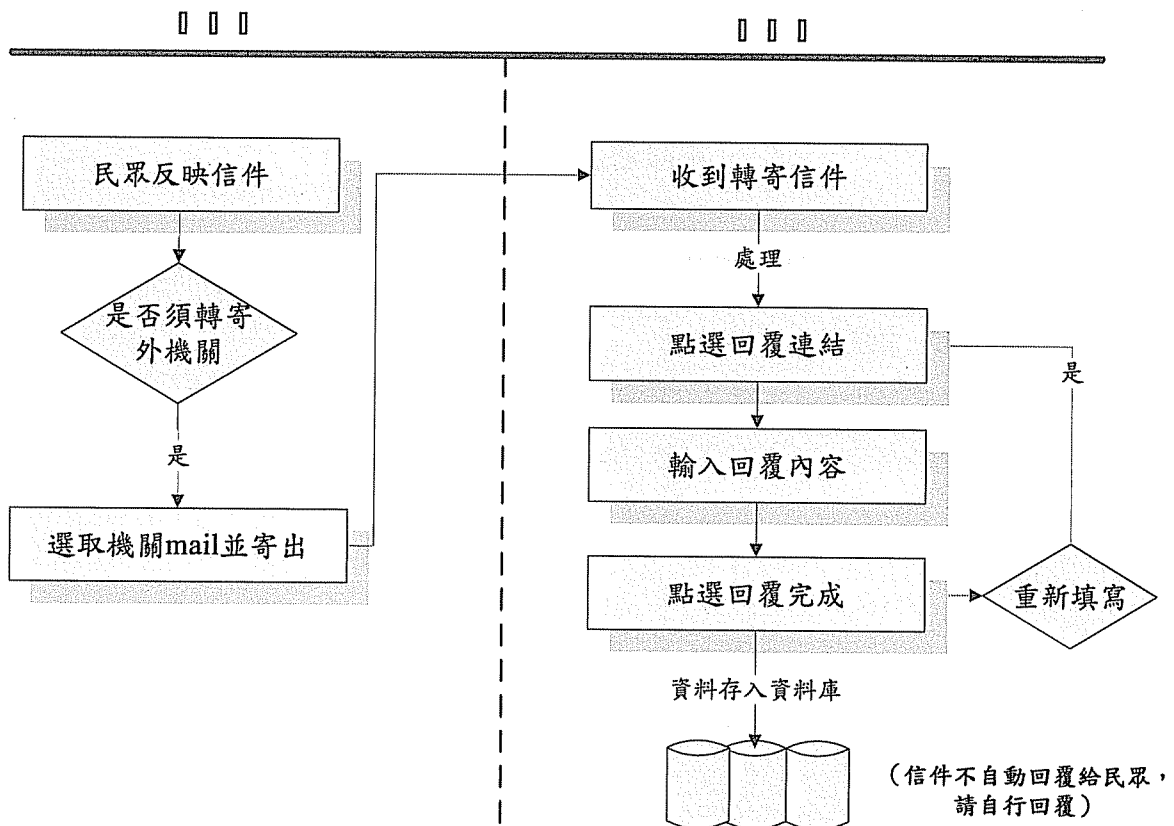 民眾反映信件
是否須轉寄
外機關
是
選取機關mail並寄出
收到轉寄信件
處理
點選回覆連結
是
輸入回覆內容
點選回覆完成
重新填寫
資料存入資料庫
（信件不自動回覆給民眾，
請自行回覆）